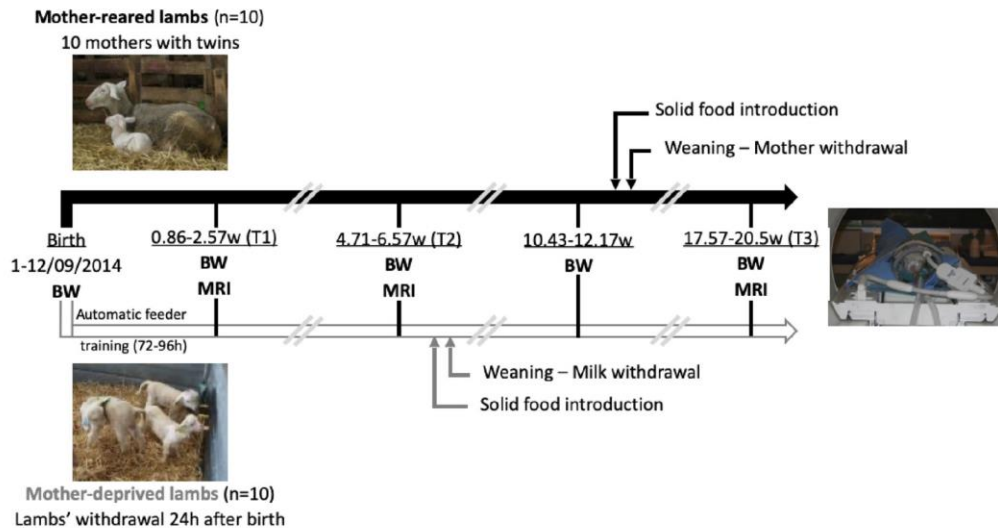 Mother-reared lambs (n=10)
10 mothers with twins
Solid food introduction
Weaning – Mother withdrawal
Birth
1-12/09/2014
BW
0.86-2.57w (T1)
BW
MRI
4.71-6.57w (T2)
BW
MRI
10.43-12.17w
BW
17.57-20.5w (T3)
BW
MRI
Automatic feeder
training (72-96h)
Weaning – Milk withdrawal
Solid food introduction
Mother-deprived lambs (n=10)
Lambs' withdrawal 24h after birth